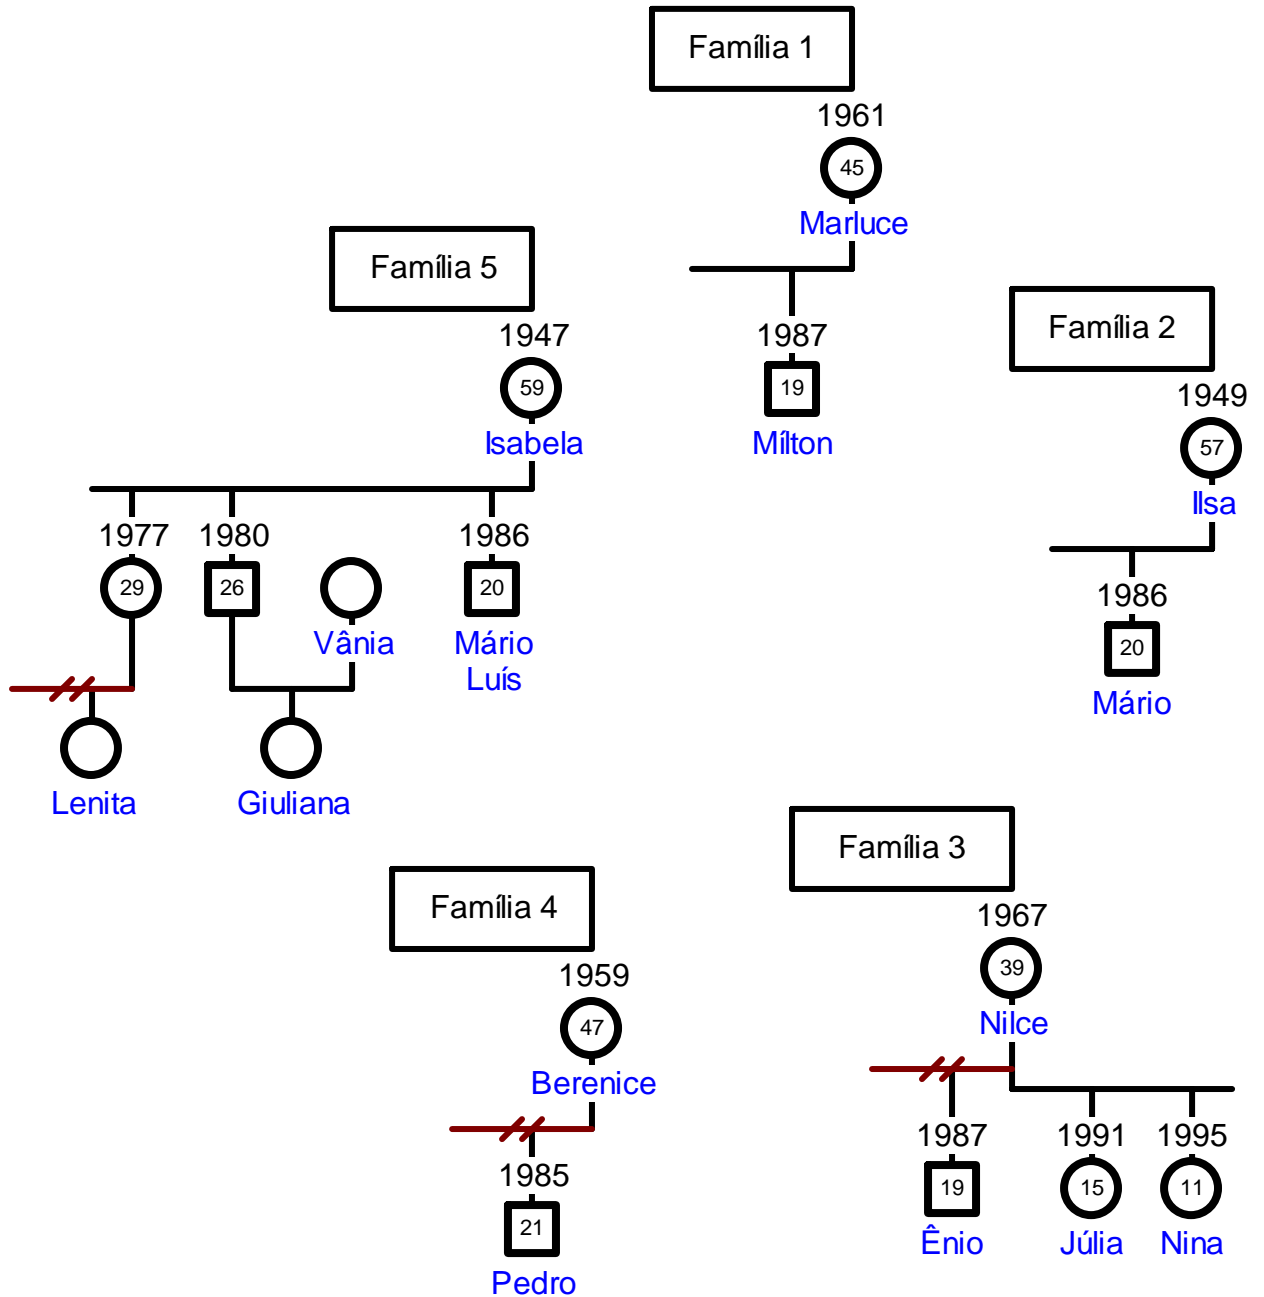 Família 1
1961
45
Marluce
1987
19
Mílton
Família 5
1947
59
Isabela
1977
29
1980
26
Vânia
1986
20
Mário
Luís
Lenita
Giuliana
Família 2
1949
57
Ilsa
1986
20
Mário
Família 4
1959
47
Berenice
1985
21
Pedro
Família 3
1967
39
Nilce
1987
19
Ênio
1991
15
Júlia
1995
11
Nina